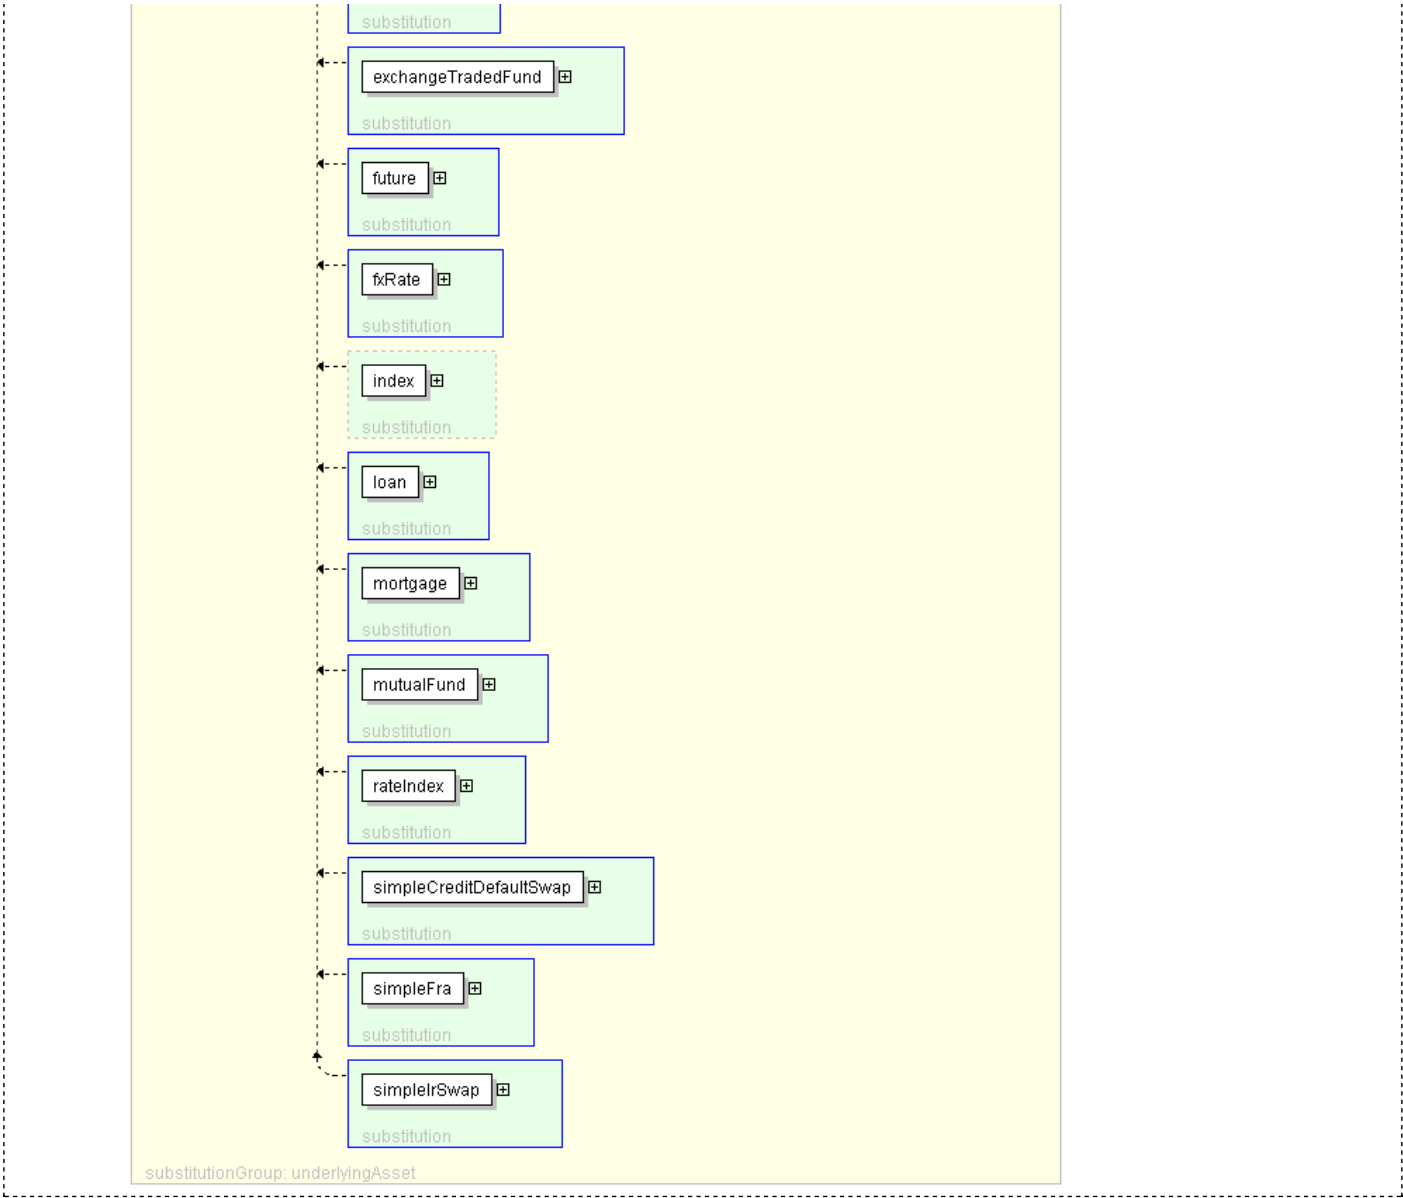 substitution
exchangeTradedFund
substitution
future
substitution
fxRate
substitution
index
substitution
loan
substitution
mortgage
substitution
mutualFund
substitution
rateIndex
substitution
simpleCreditDefaultSwap
substitution
simpleFra
substitution
simpleIrSwap
substitution
substitutionGroup: underlyingAsset